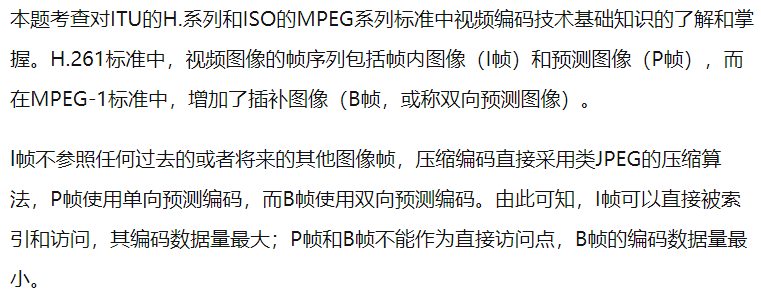 本题考查对ITU的H.系列和ISO的MPEG系列标准中视频编码技术基础知识的了解和掌
握。H.261标准中，视频图像的帧序列包括帧内图像（I帧）和预测图像（P帧），而
在MPEG-1标准中，增加了插补图像（B帧，或称双向预测图像）。
I帧不参照任何过去的或者将来的其他图像帧，压缩编码直接采用类JPEG的压缩算
法，P帧使用单向预测编码，而B帧使用双向预测编码。由此可知，I帧可以直接被索
引和访问，其编码数据量最大；P帧和B帧不能作为直接访问点，B帧的编码数据量最
小。